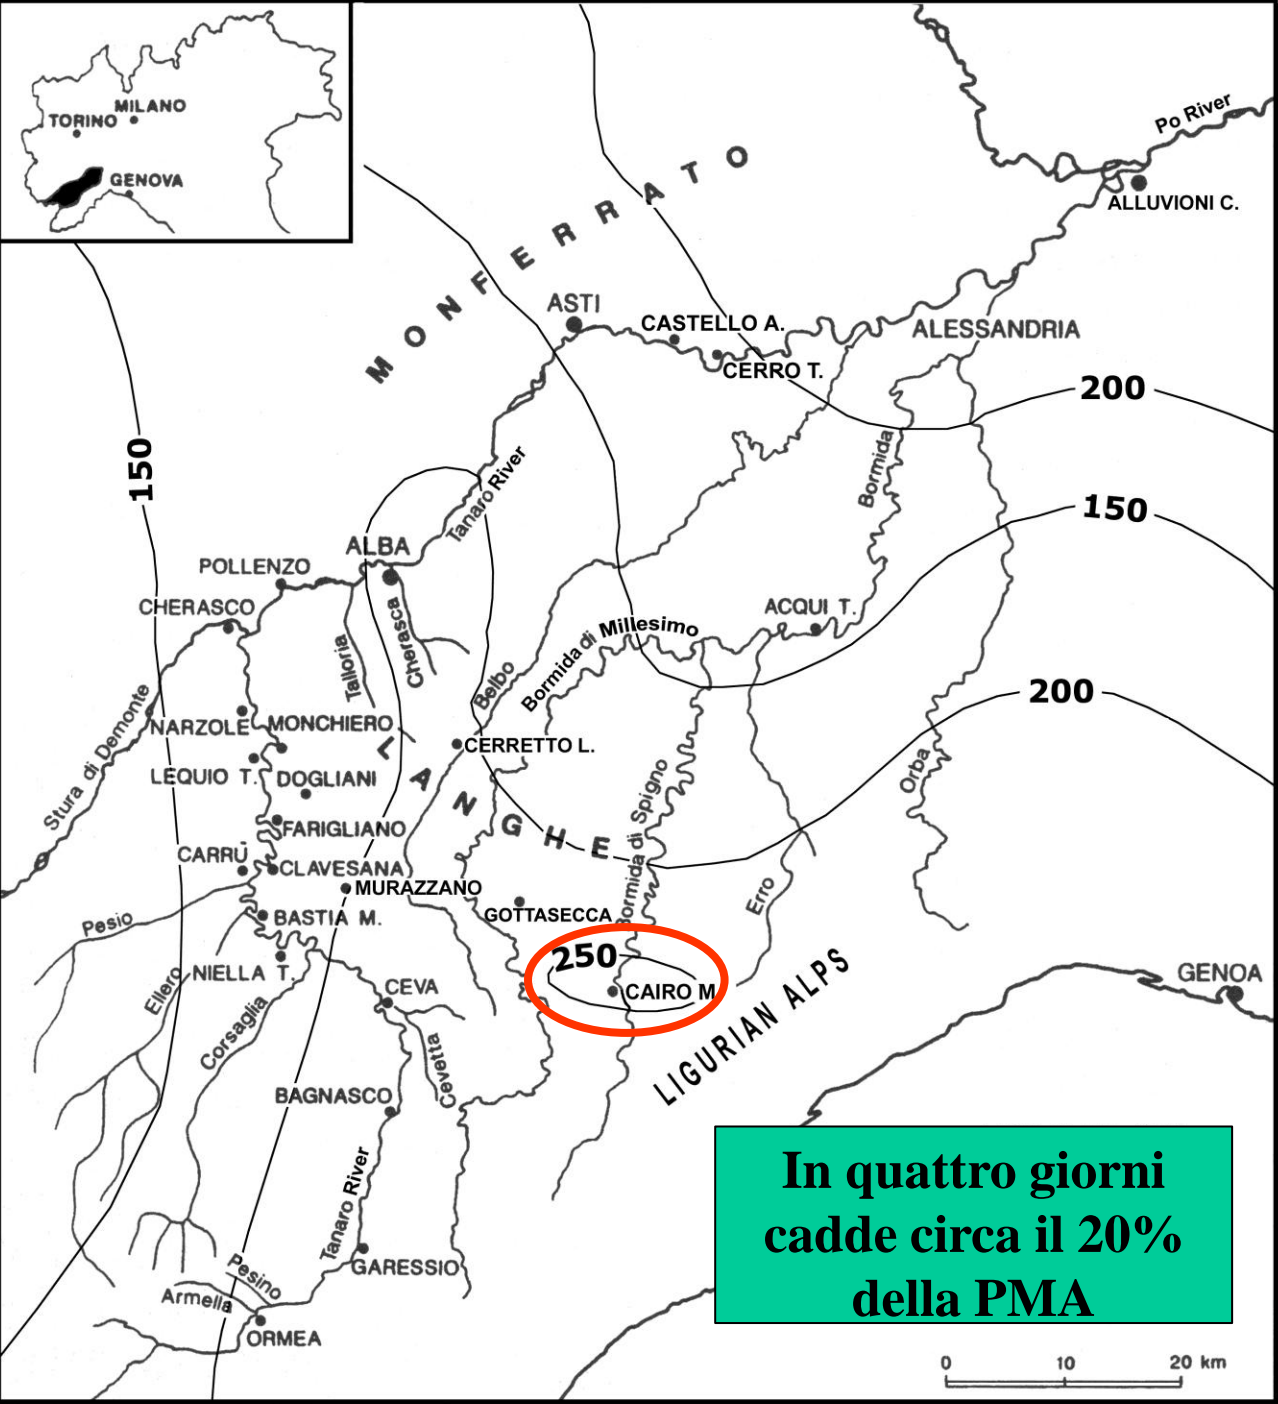 MILANO
TORINO
GENOVA
Po River
ALLUVIONI C.
MONFERRATO
ASTI
CASTELLO A.
CERRO T.
ALESSANDRIA
200
150
Bormida
Tanaro River
150
ALBA
POLLENZO
CHERASCO
Talloria
Cherasca
ACQUI T.
Bormida di Millesimo
Belbo
200
Stura di Demonte
NARZOLE
MONCHIERO
CERRETTO L.
LANGHE
LEQUIO T.
DOGLIANI
Orba
Bormida di Spigno
FARIGLIANO
CARRÙ
CLAVESANA
MURAZZANO
Erro
GOTTASECCA
Pesio
BASTIA M.
250
CAIRO M
LIGURIAN ALPS
GENOA
NIELLA T.
Ellero
CEVA
Corsaglia
Cevetta
BAGNASCO
Tanaro River
GARESSIO
Pesino
Armella
ORMEA
In quattro giorni
cadde circa il 20%
della PMA
0 10 20 km